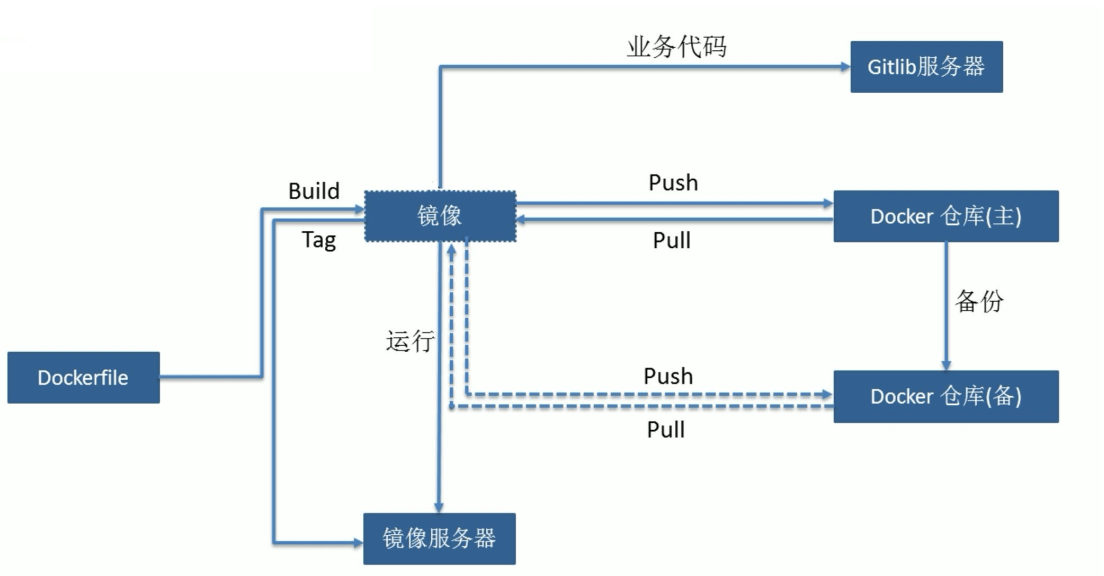 业务代码
Gitlib服务器
Build
镜像
Push
Docker 仓库(主)
Tag
Pull
备份
运行
Dockerfile
Push
Docker 仓库(备)
Pull
镜像服务器